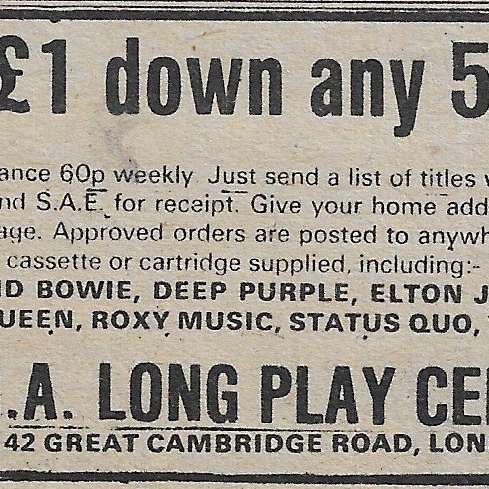 £1 down any 5
ance 60p weekly. Just send a list of titles w
nd S.A.E. for receipt. Give your home add
age. Approved orders are posted to anywh
cassette or cartridge supplied, including:-
ID BOWIE, DEEP PURPLE, ELTON J
UEEN, ROXY MUSIC, STATUS QUO,
.A. LONG PLAY CE
42 GREAT CAMBRIDGE ROAD, LON